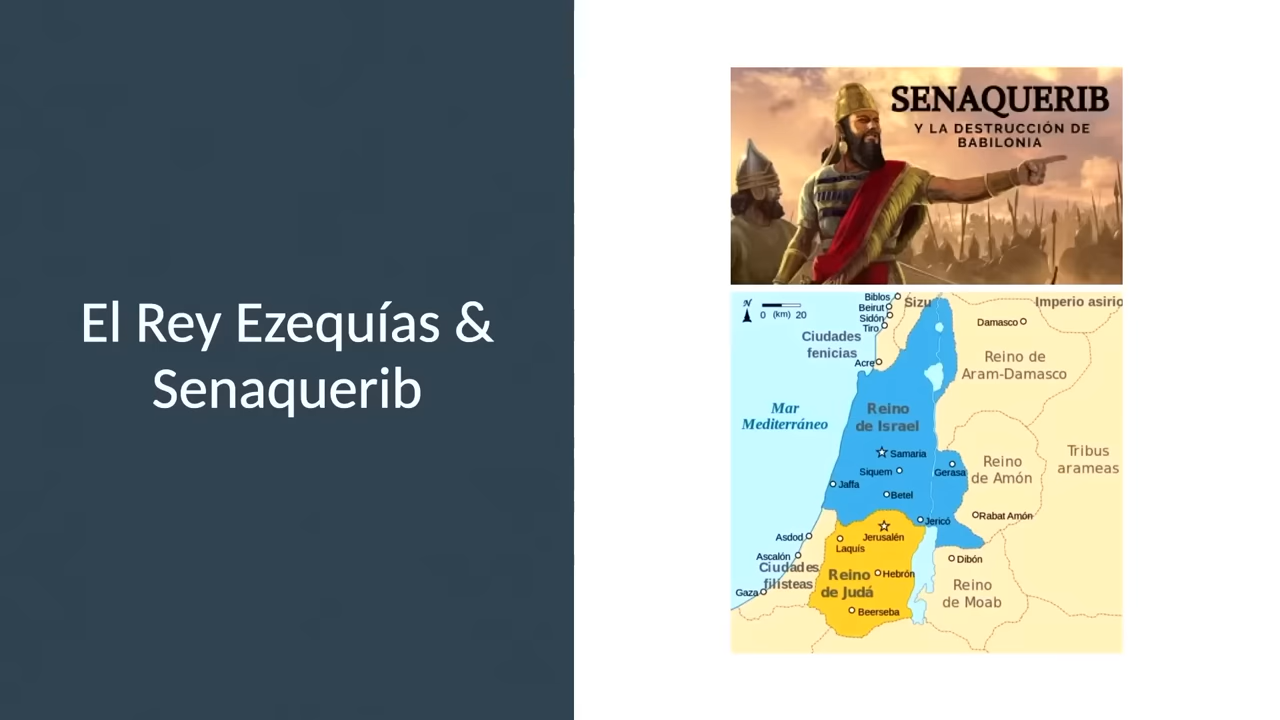 El Rey Ezequías &
Senaquerib
SENAQUERIB
Y LA DESTRUCCIÓN DE
BABILONIA
N
0 (km) 20
Biblos
Beirut
Sidón
Tiro
Sizu
Imperio asirio
Damasco
Ciudades
fenicias
Acre
Reino de
Aram-Damasco
Mar
Mediterráneo
Reino
de Israel
Samaria
Siquem
Gerasa
Reino
de Amón
Tribus
arameas
Jaffa
Betel
Jericó
Rabat Amón
Asdod
Jerusalén
Laquís
Ascalón
Ciudades
filisteas
Gaza
Reino
de Judá
Hebrón
Beerseba
Dibón
Reino
de Moab